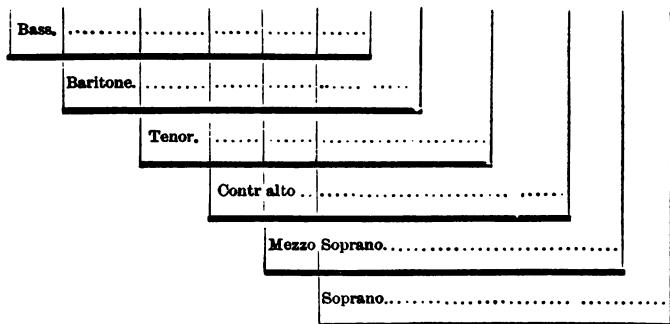 Bass. ........................................
Baritone. ........................................
Tenor. ........................................
Contr alto ........................................
Mezzo Soprano........................................
Soprano........................................